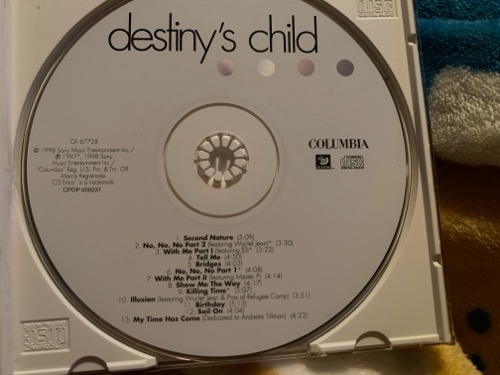 destiny's child
CK 67728
© 1998 Sony Music Entertainment Inc./
℗ 1997*, 1998 Sony
Music Entertainment Inc./
"Columbia" Reg. U.S. Pat. & Tm. Off.
Marca Registrada
CD Extra™ is a trademark
CPDP 000237
COLUMBIA
1. Second Nature (5:09)
2. No, No, No Part 2 (featuring Wyclef Jean)* (3:30)
3. With Me Part I (featuring JD)* (3:22)
4. Tell Me (4:50)
5. Bridges (4:03)
6. No, No, No Part 1* (4:08)
7. With Me Part II (featuring Master P) (4:14)
8. Show Me The Way (4:17)
9. Killing Time* (5:07)
10. Illusion (featuring Wyclef Jean & Pras of Refugee Camp) (3:51)
11. Birthday (5:13)
12. Sail On (4:04)
13. My Time Has Come (Dedicated to Andretta Tillman) (4:23)